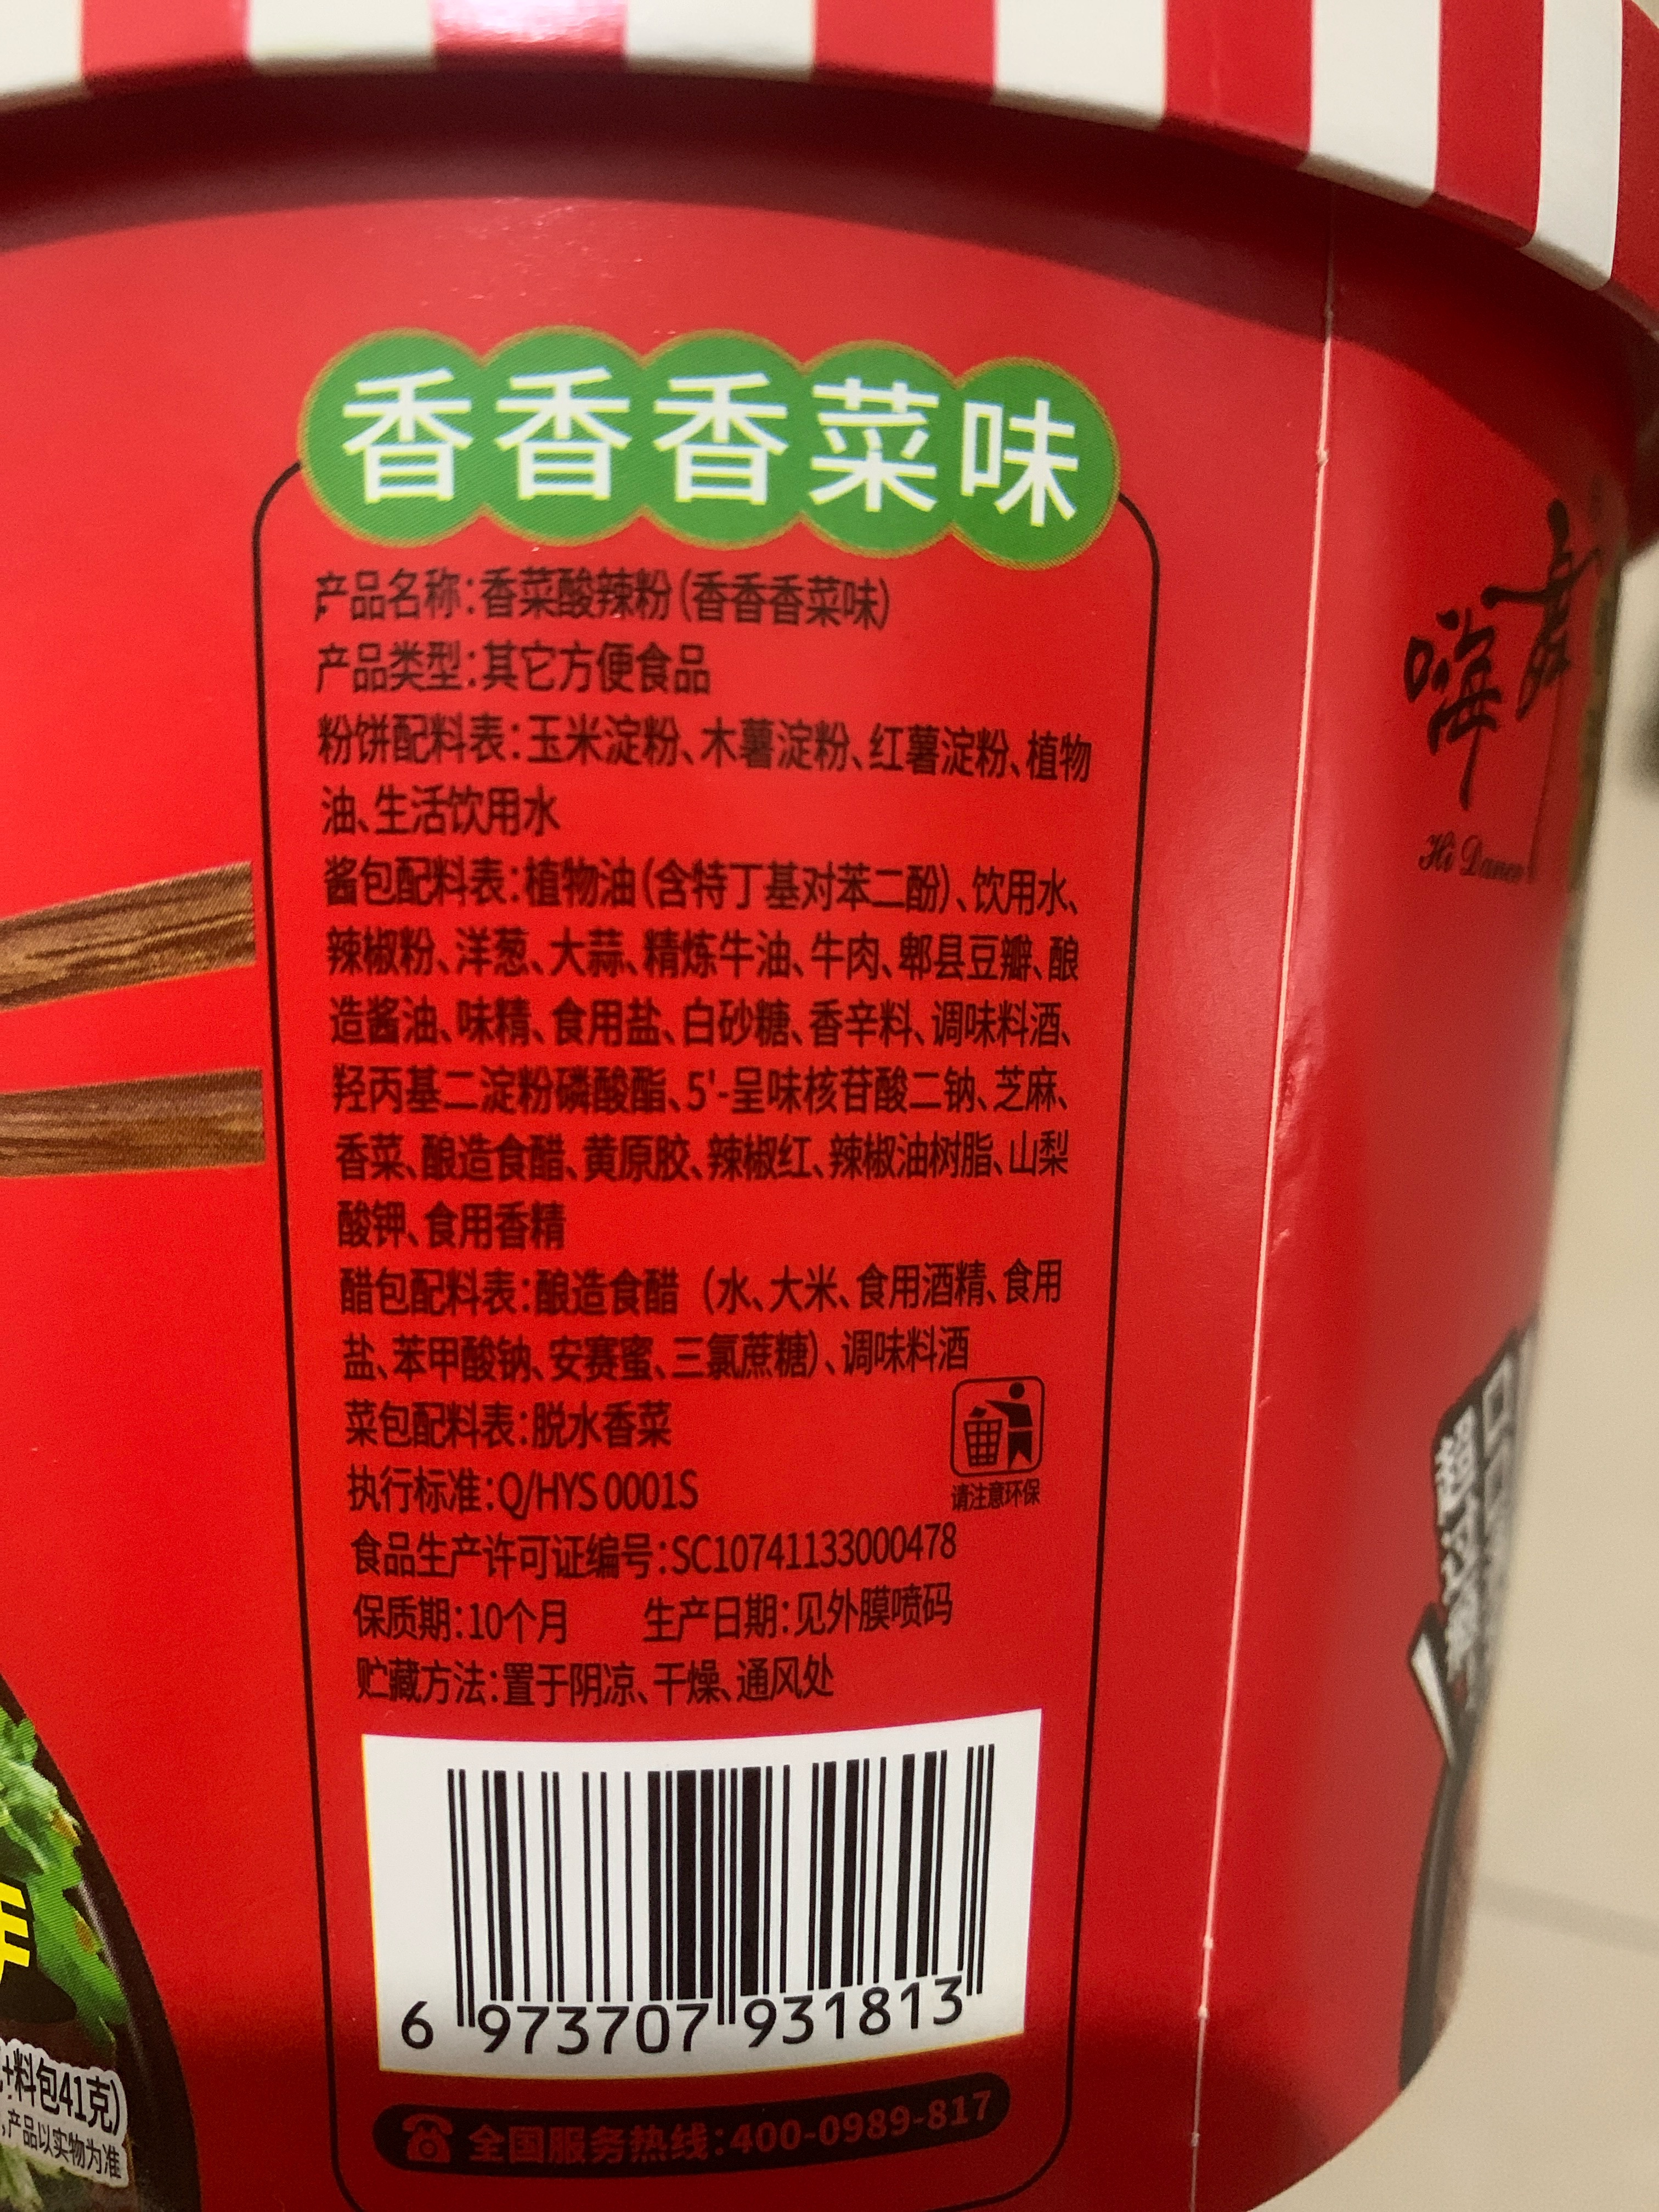 香香香菜味
产品名称:香菜酸辣粉(香香香菜味)
产品类型:其它方便食品
粉饼配料表:玉米淀粉、木薯淀粉、红薯淀粉、植物
油、生活饮用水
酱包配料表:植物油(含特丁基对苯二酚)、饮用水、
辣椒粉、洋葱、大蒜、精炼牛油、牛肉、郫县豆瓣、酿
造酱油、味精、食用盐、白砂糖、香辛料、调味料酒、
羟丙基二淀粉磷酸酯、5'-呈味核苷酸二钠、芝麻、
香菜、酿造食醋、黄原胶、辣椒红、辣椒油树脂、山梨
酸钾、食用香精
醋包配料表:酿造食醋（水、大米、食用酒精、食用
盐、苯甲酸钠、安赛蜜、三氯蔗糖)、调味料酒
菜包配料表:脱水香菜
执行标准:Q/HYS 0001S
请注意环保
食品生产许可证编号:SC10741133000478
保质期:10个月 生产日期:见外膜喷码
贮藏方法:置于阴凉、干燥、通风处
6 973707 931813
全国服务热线:400-0989-817
+料包41克)
,产品以实物为准
嗨舞
Hi Dance